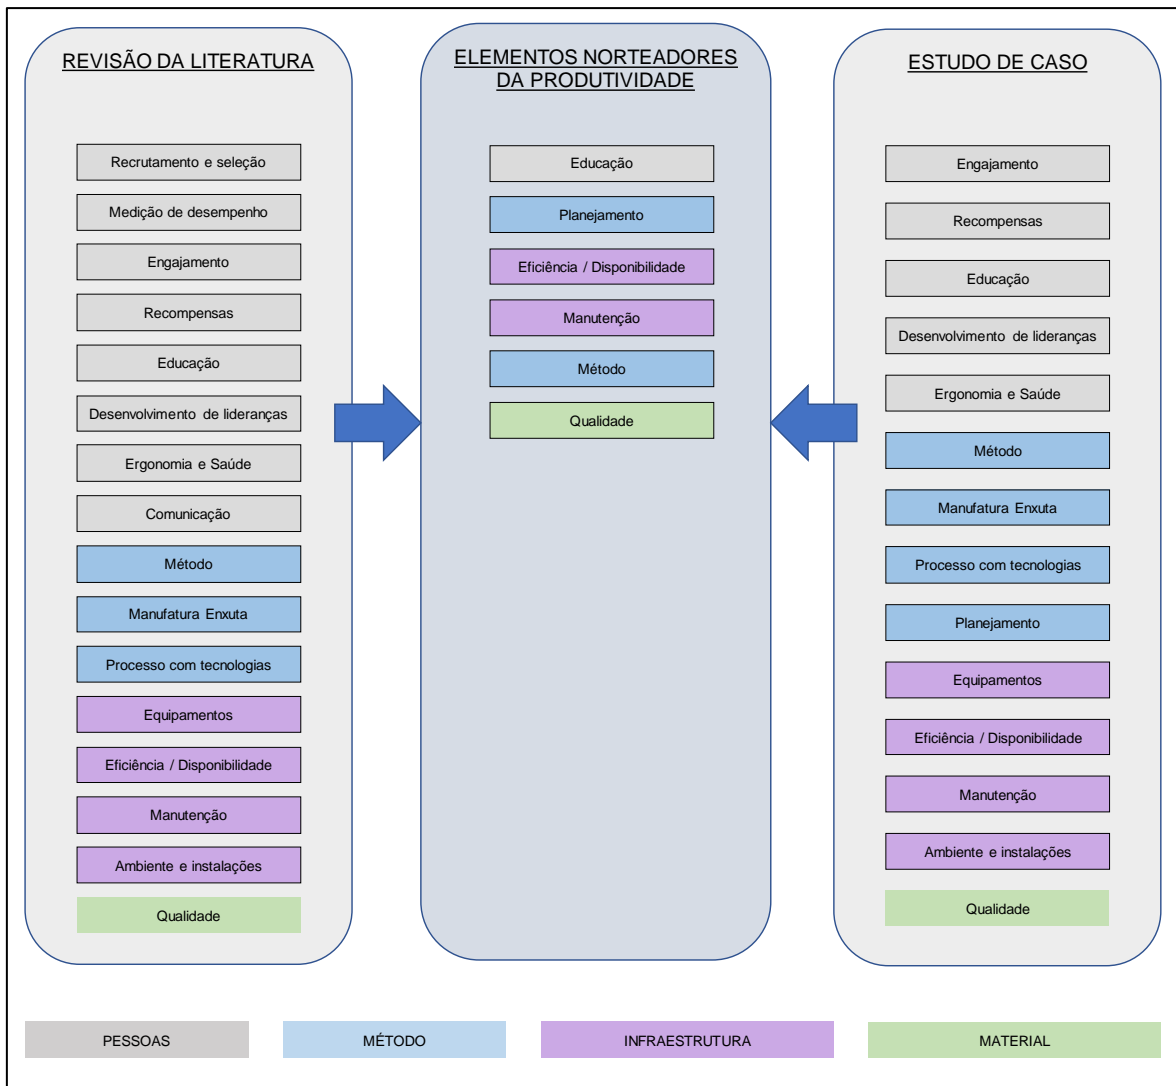 REVISÃO DA LITERATURA
Recrutamento e seleção
Medição de desempenho
Engajamento
Recompensas
Educação
Desenvolvimento de lideranças
Ergonomia e Saúde
Comunicação
Método
Manufatura Enxuta
Processo com tecnologias
Equipamentos
Eficiência / Disponibilidade
Manutenção
Ambiente e instalações
Qualidade
ELEMENTOS NORTEADORES
DA PRODUTIVIDADE
Educação
Planejamento
Eficiência / Disponibilidade
Manutenção
Método
Qualidade
ESTUDO DE CASO
Engajamento
Recompensas
Educação
Desenvolvimento de lideranças
Ergonomia e Saúde
Método
Manufatura Enxuta
Processo com tecnologias
Planejamento
Equipamentos
Eficiência / Disponibilidade
Manutenção
Ambiente e instalações
Qualidade
PESSOAS
MÉTODO
INFRAESTRUTURA
MATERIAL